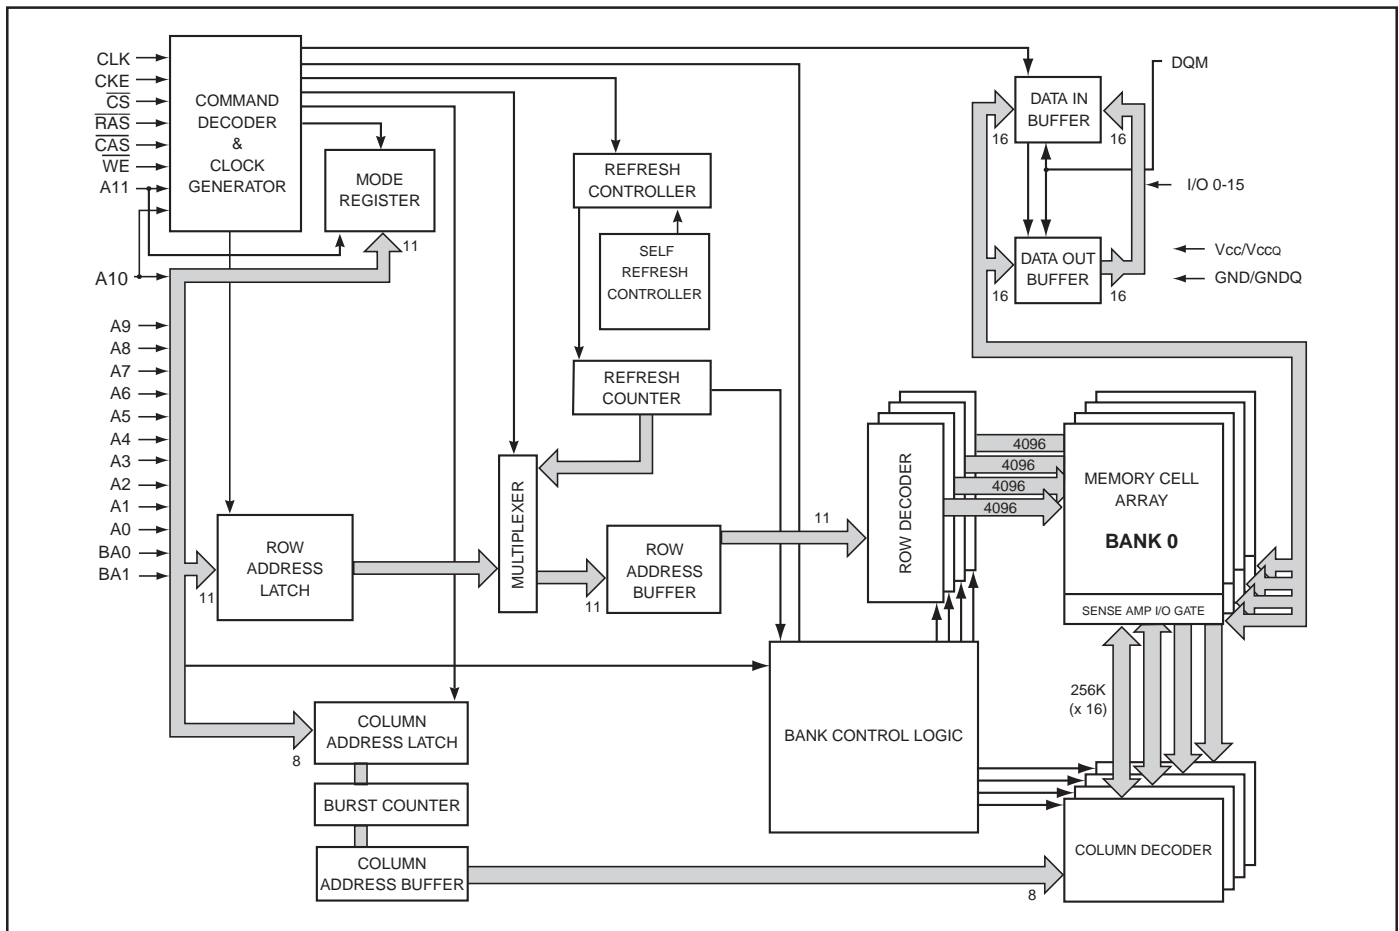 CLK
CKE
CS
RAS
CAS
WE
A11
A10
A9
A8
A7
A6
A5
A4
A3
A2
A1
A0
BA0
BA1
COMMAND
DECODER
&
CLOCK
GENERATOR
MODE
REGISTER
11
REFRESH
CONTROLLER
SELF
REFRESH
CONTROLLER
REFRESH
COUNTER
MULTIPLEXER
ROW
ADDRESS
LATCH
11
ROW
ADDRESS
BUFFER
11
11
ROW DECODER
4096
4096
4096
4096
MEMORY CELL
ARRAY
BANK 0
SENSE AMP I/O GATE
DATA IN
BUFFER
16
16
DATA OUT
BUFFER
16
16
DQM
I/O 0-15
Vcc/VccQ
GND/GNDQ
256K
(x 16)
BANK CONTROL LOGIC
COLUMN
ADDRESS LATCH
8
BURST COUNTER
COLUMN
ADDRESS BUFFER
8
COLUMN DECODER